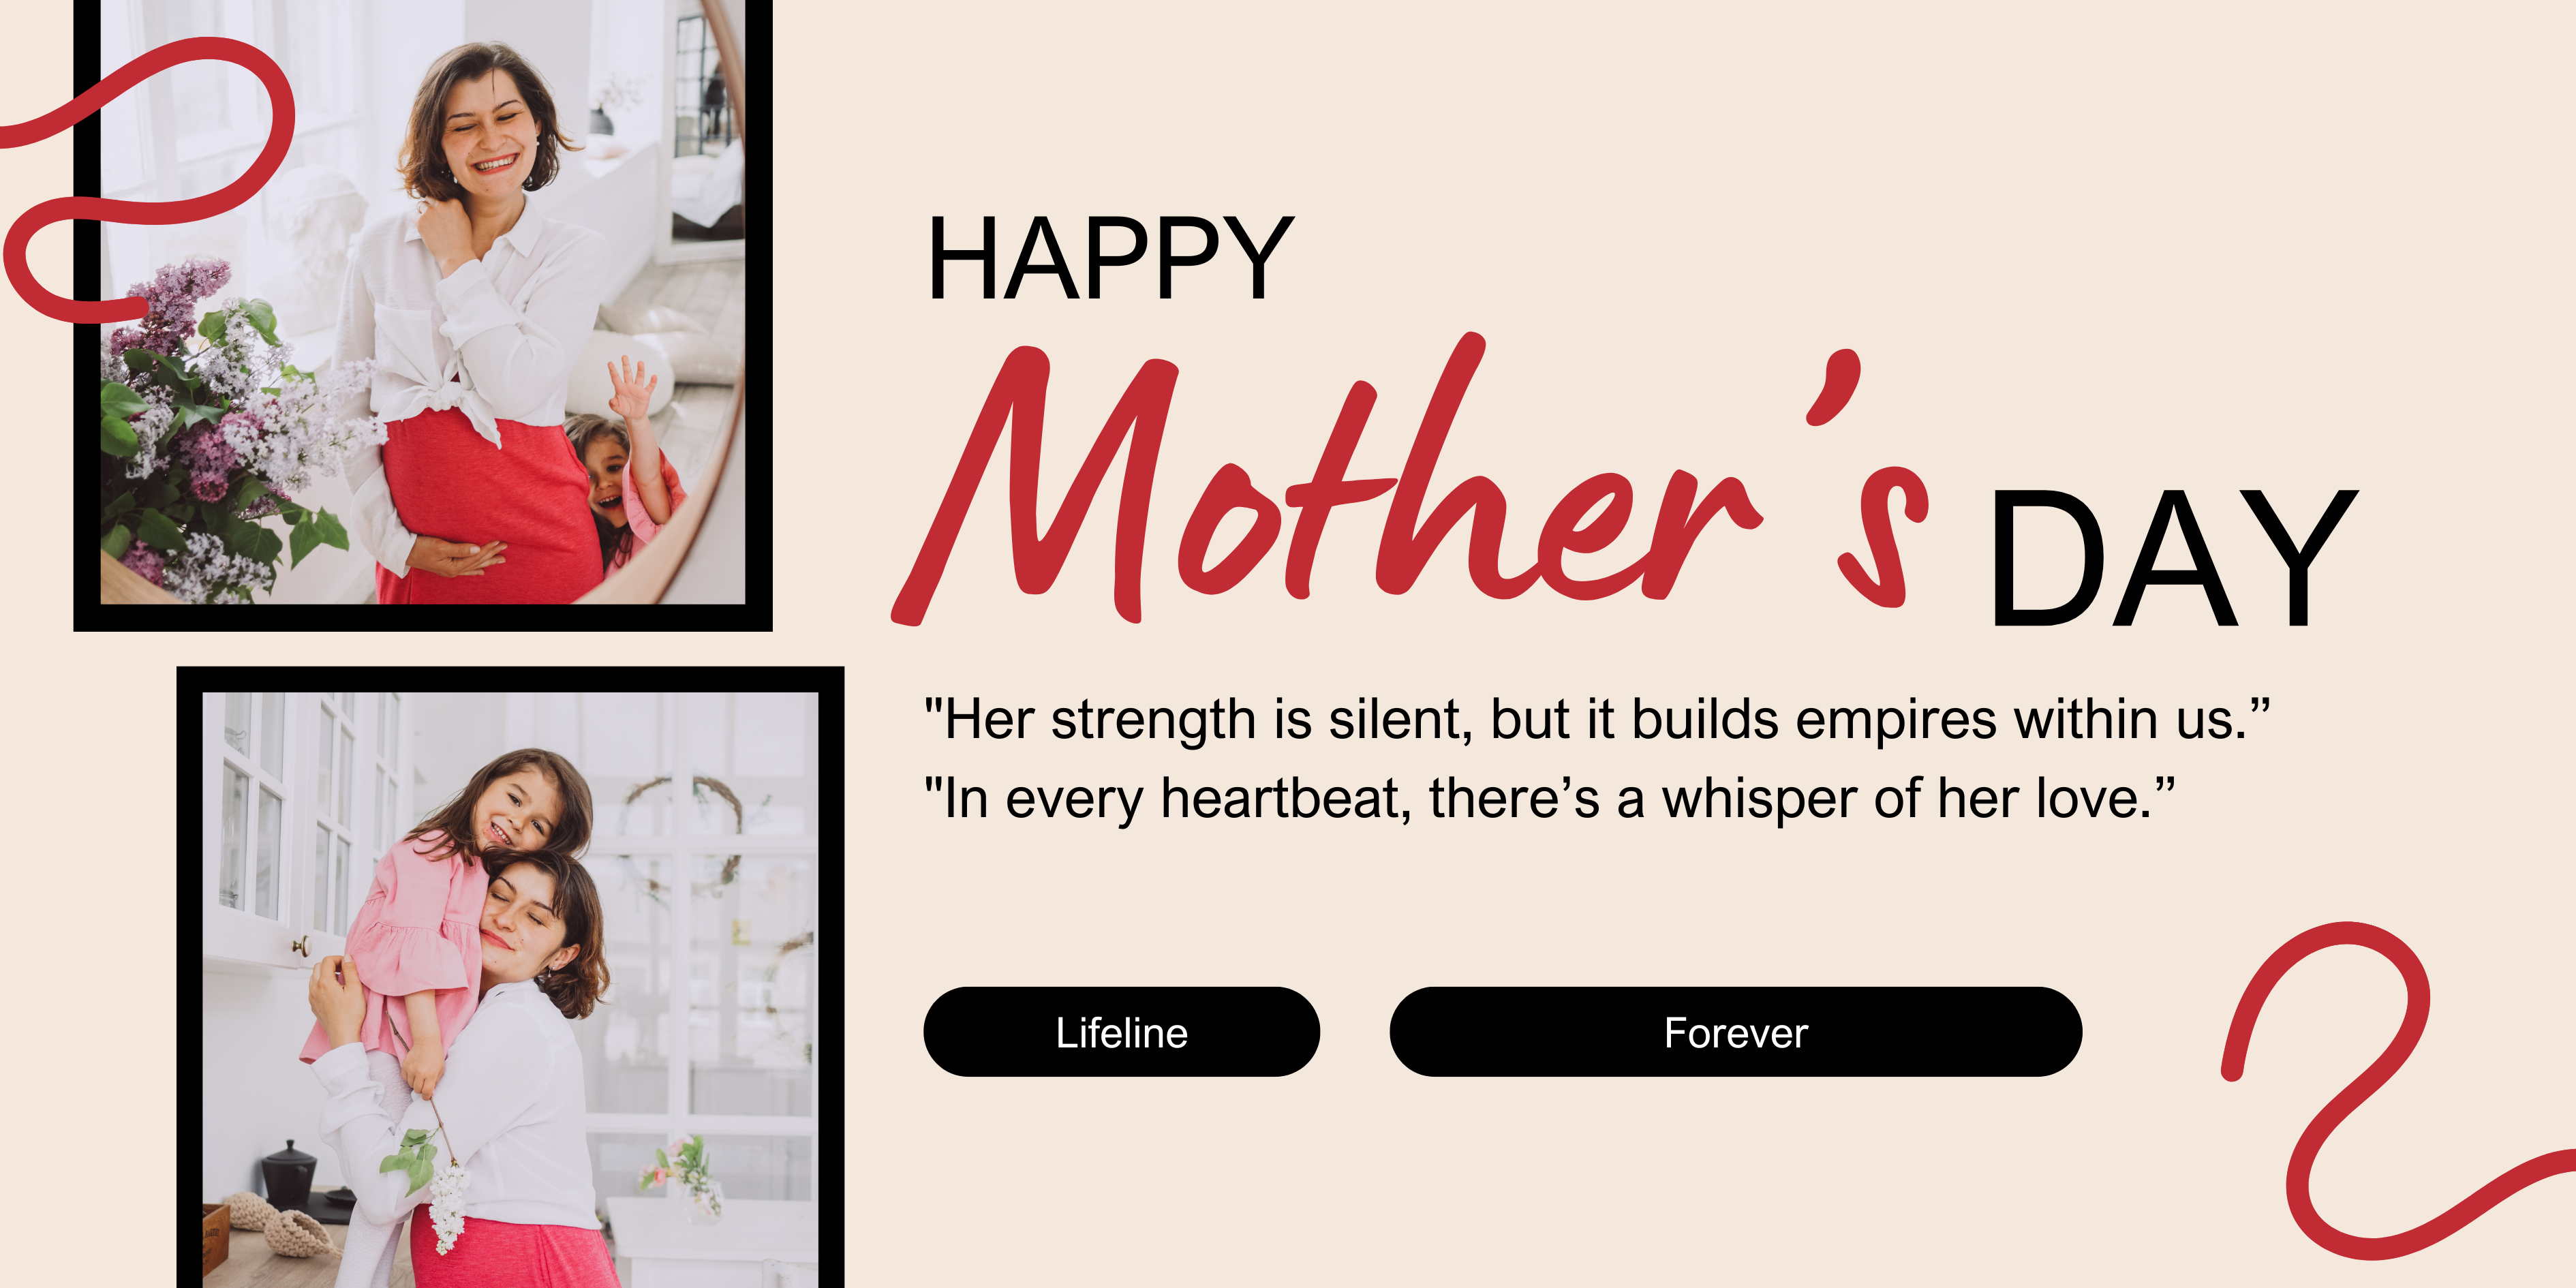 HAPPY
Mother’s DAY
"Her strength is silent, but it builds empires within us.”
"In every heartbeat, there’s a whisper of her love.”
Lifeline
Forever